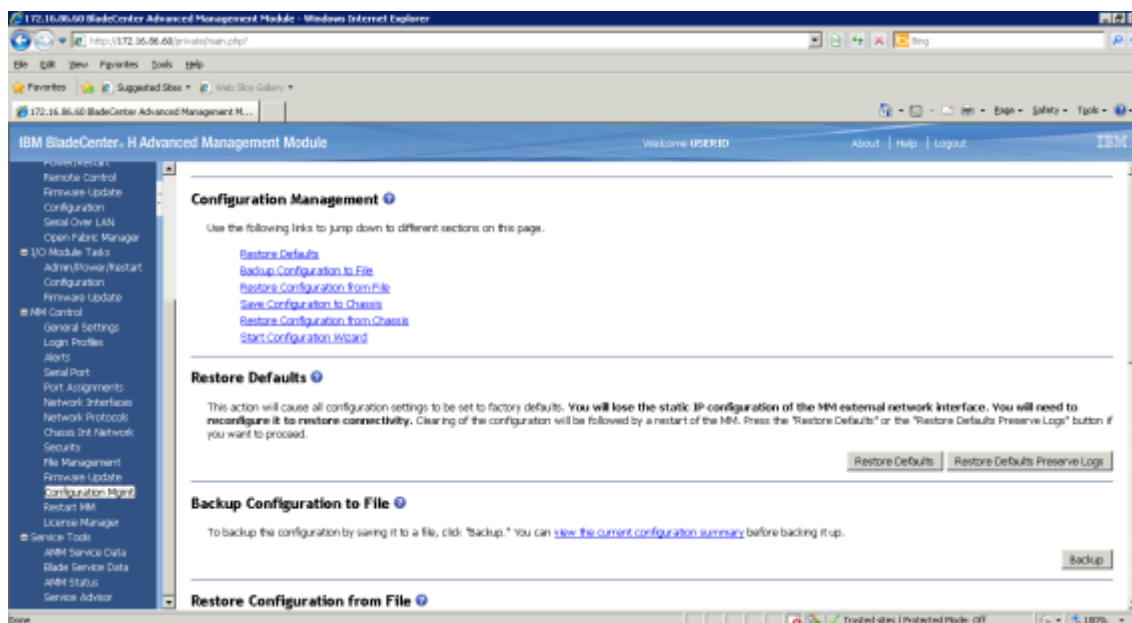 172.16.86.60 BladeCenter Advanced Management Module - Windows Internet Explorer
http://172.16.86.60/private/main.php?
Bing
File Edit View Favorites Tools Help
Favorites Suggested Sites Web Slice Gallery
172.16.86.60 BladeCenter Advanced Management M...
Page Safety Tools
IBM BladeCenter® H Advanced Management Module
Welcome USERID
About | Help | Logout
IBM.
Power/Restart
Remote Control
Firmware Update
Configuration
Serial Over LAN
Open Fabric Manager
I/O Module Tasks
Admin/Power/Restart
Configuration
Firmware Update
MM Control
General Settings
Login Profiles
Alerts
Serial Port
Port Assignments
Network Interfaces
Network Protocols
Chassis Int Network
Security
File Management
Firmware Update
Configuration Mgmt
Restart MM
License Manager
Service Tools
AMM Service Data
Blade Service Data
AMM Status
Service Advisor
Configuration Management
Use the following links to jump down to different sections on this page.
Restore Defaults
Backup Configuration to File
Restore Configuration from File
Save Configuration to Chassis
Restore Configuration from Chassis
Start Configuration Wizard
Restore Defaults
This action will cause all configuration settings to be set to factory defaults. You will lose the static IP configuration of the MM external network interface. You will need to
reconfigure it to restore connectivity. Clearing of the configuration will be followed by a restart of the MM. Press the "Restore Defaults" or the "Restore Defaults Preserve Logs" button if
you want to proceed.
Restore Defaults
Restore Defaults Preserve Logs
Backup Configuration to File
To backup the configuration by saving it to a file, click "Backup." You can view the current configuration summary before backing it up.
Backup
Restore Configuration from File
Done
Trusted sites | Protected Mode: Off
100%